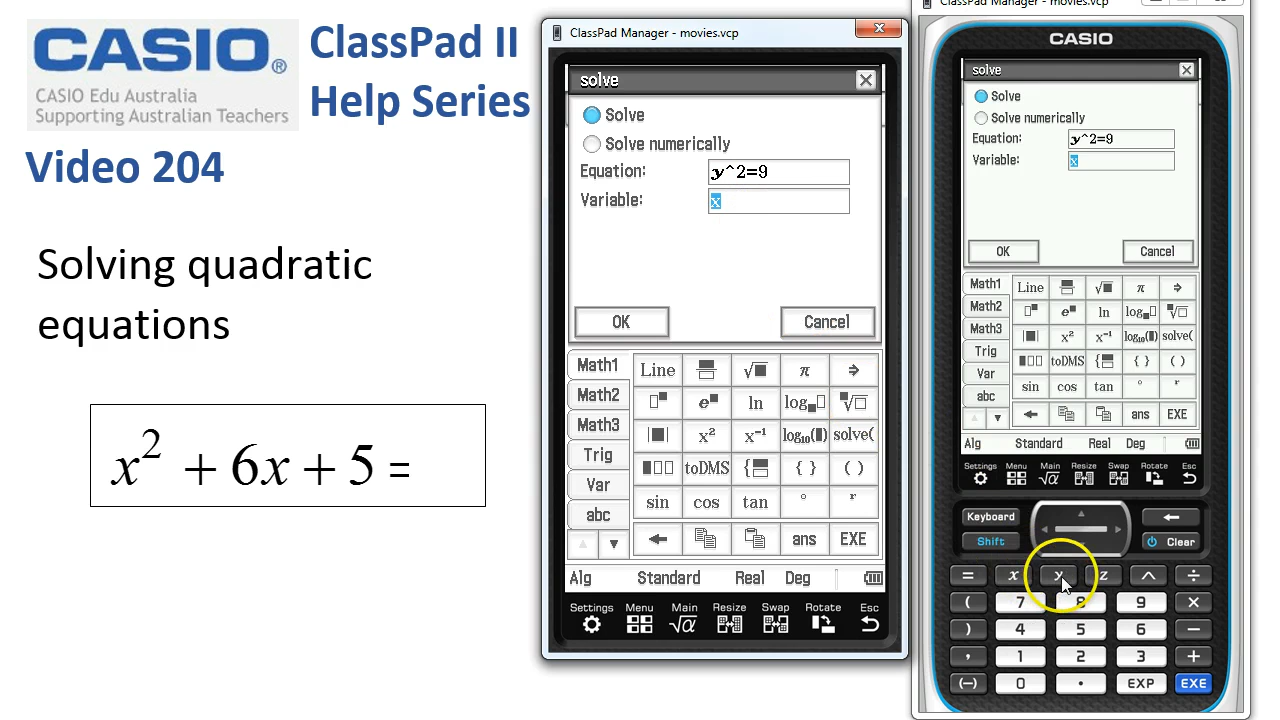 CASIO®
CASIO Edu Australia
Supporting Australian Teachers
ClassPad II
Help Series
Video 204
Solving quadratic
equations
x² + 6x + 5 =
ClassPad Manager - movies.vcp
solve
Solve
Solve numerically
Equation: y^2=9
Variable: x
OK Cancel
Math1 Line √■ π ⇒
Math2 e■ ln log■□ ■√□
Math3 |■| x² x⁻¹ log₁₀(■) solve(
Trig toDMS { } ( )
Var sin cos tan ° r
abc ans EXE
Alg Standard Real Deg
Settings Menu Main Resize Swap Rotate Esc
√α
ClassPad Manager - movies.vcp
CASIO
solve
Solve
Solve numerically
Equation: y^2=9
Variable: x
OK Cancel
Math1 Line √■ π ⇒
Math2 e■ ln log■□ ■√□
Math3 |■| x² x⁻¹ log₁₀(■) solve(
Trig toDMS { } ( )
Var sin cos tan ° r
abc ans EXE
Alg Standard Real Deg
Settings Menu Main Resize Swap Rotate Esc
√α
Keyboard
Shift Clear
= x y z ^ ÷
( 7 8 9 ×
) 4 5 6 −
, 1 2 3 +
(−) 0 · EXP EXE